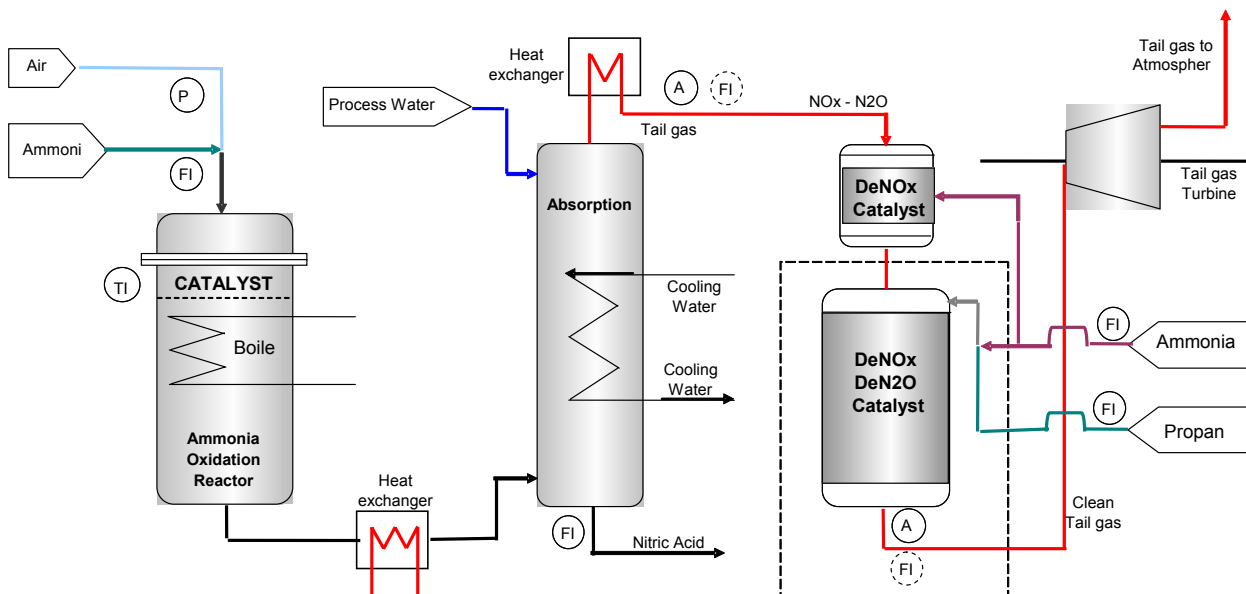 Air
P
Ammoni
FI
TI
CATALYST
Boile
Ammonia
Oxidation
Reactor
Heat
exchanger
Process Water
Heat
exchanger
A
FI
Tail gas
NOx - N2O
Absorption
Cooling
Water
Cooling
Water
FI
Nitric Acid
DeNOx
Catalyst
DeNOx
DeN2O
Catalyst
A
FI
Tail gas to
Atmospher
Tail gas
Turbine
FI
Ammonia
FI
Propan
Clean
Tail gas